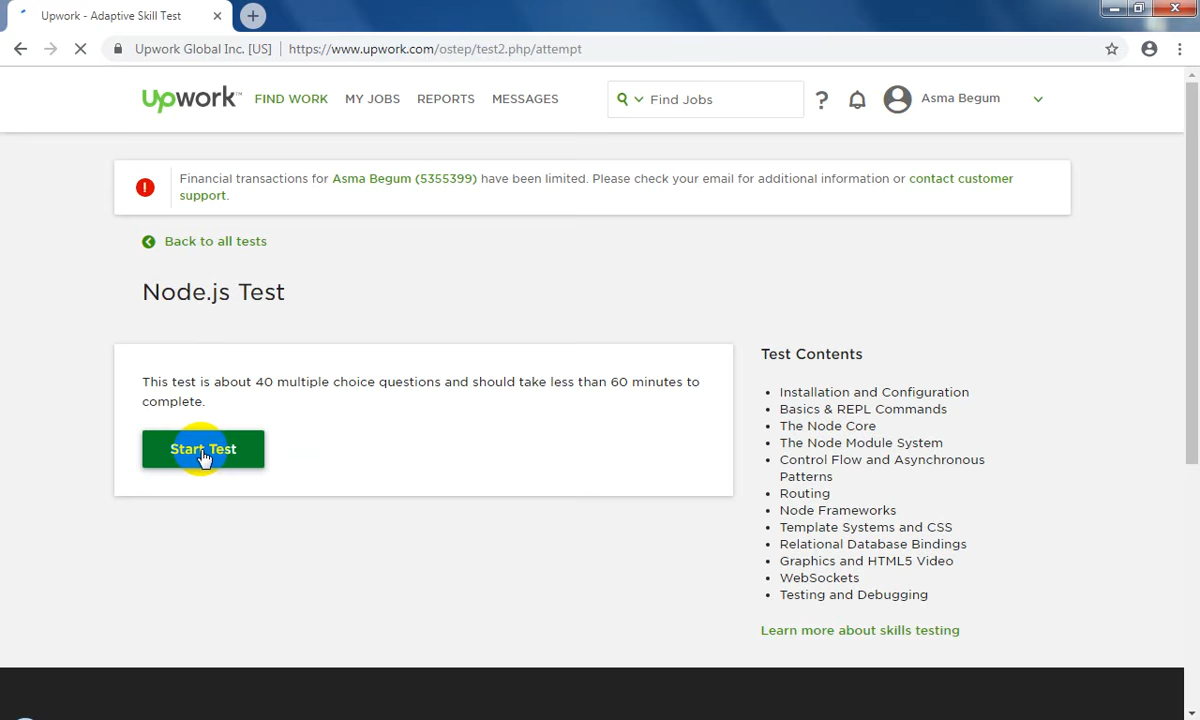 Upwork - Adaptive Skill Test
Upwork Global Inc. [US] https://www.upwork.com/ostep/test2.php/attempt
Upwork™ FIND WORK MY JOBS REPORTS MESSAGES Find Jobs ? Asma Begum
! Financial transactions for Asma Begum (5355399) have been limited. Please check your email for additional information or contact customer
support.
Back to all tests
Node.js Test
This test is about 40 multiple choice questions and should take less than 60 minutes to
complete.
Start Test
Test Contents
Installation and Configuration
Basics & REPL Commands
The Node Core
The Node Module System
Control Flow and Asynchronous
Patterns
Routing
Node Frameworks
Template Systems and CSS
Relational Database Bindings
Graphics and HTML5 Video
WebSockets
Testing and Debugging
Learn more about skills testing